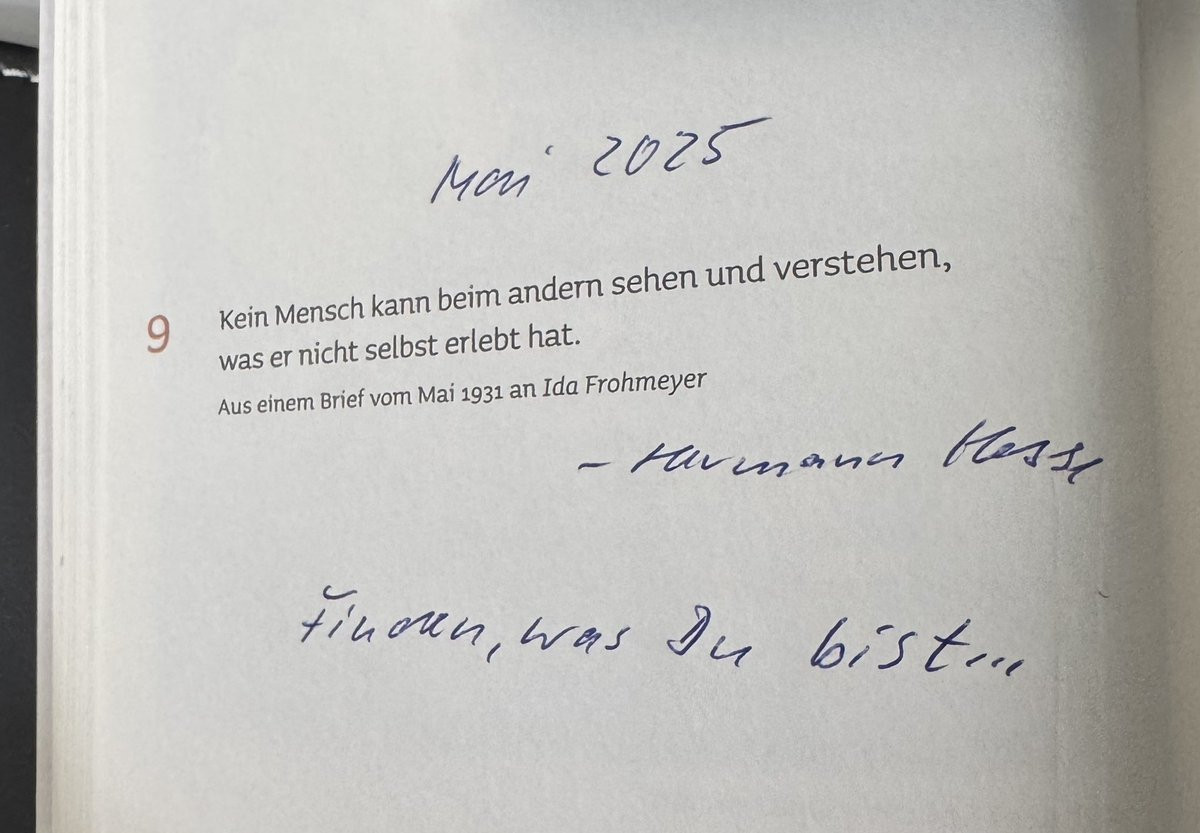 Mai 2025
9 Kein Mensch kann beim andern sehen und verstehen,
was er nicht selbst erlebt hat.
Aus einem Brief vom Mai 1931 an Ida Frohmeyer
– Hermann Hesse
Finden, was Du bist...